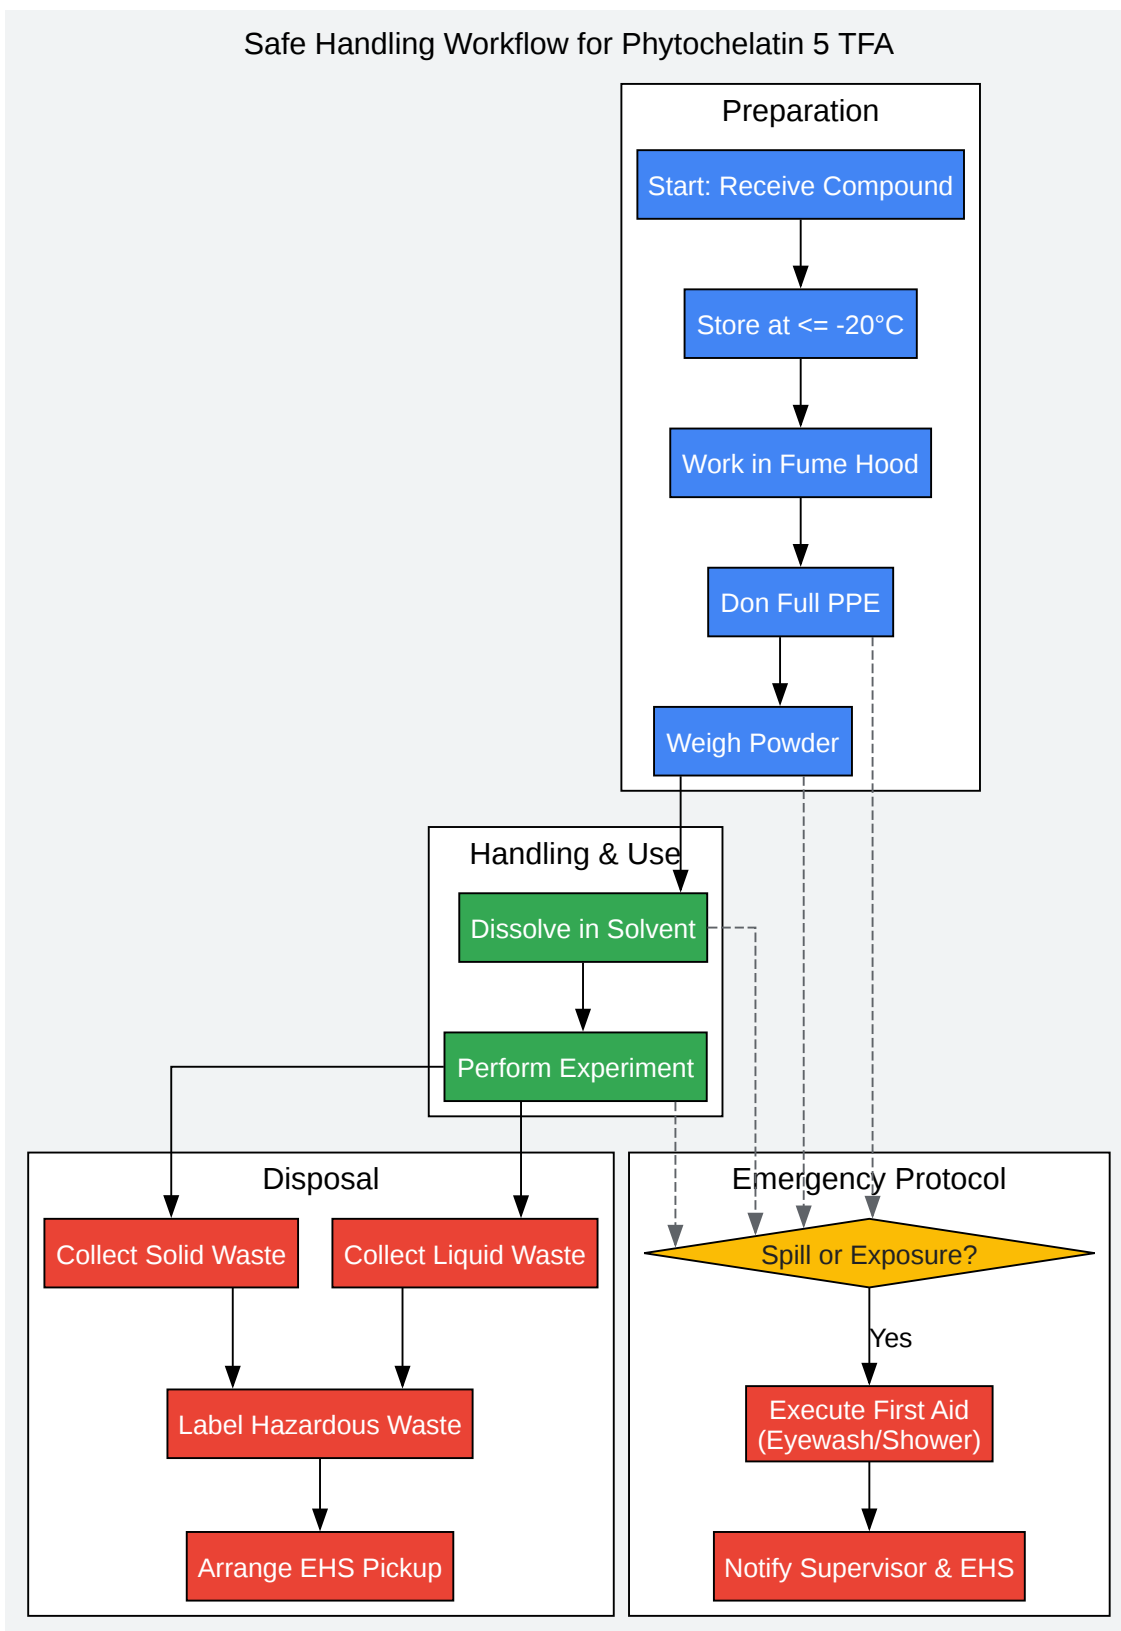 Safe Handling Workflow for Phytochelatin 5 TFA
Preparation
Start: Receive Compound
Store at <= -20°C
Work in Fume Hood
Don Full PPE
Weigh Powder
Handling & Use
Dissolve in Solvent
Perform Experiment
Disposal
Collect Solid Waste
Collect Liquid Waste
Label Hazardous Waste
Arrange EHS Pickup
Emergency Protocol
Spill or Exposure?
Yes
Execute First Aid
(Eyewash/Shower)
Notify Supervisor & EHS